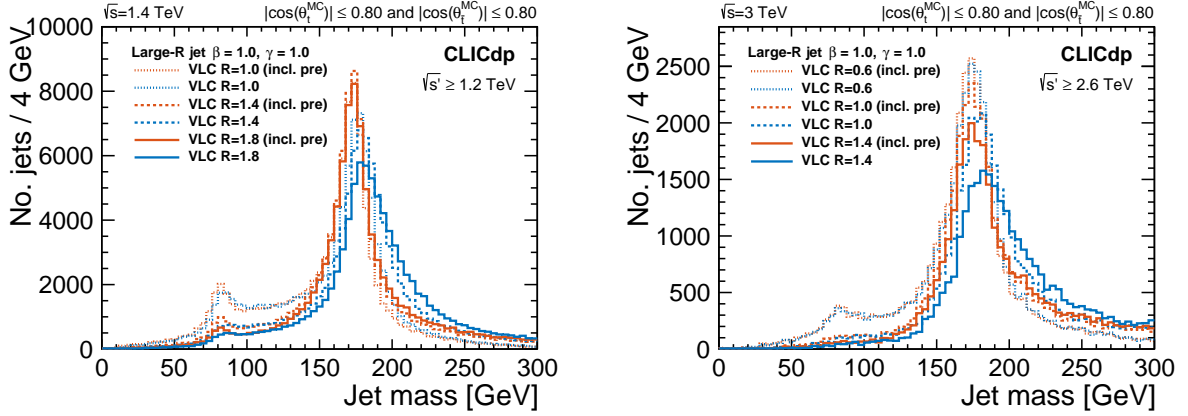 √s=1.4 TeV |cos(θ_t^MC)| ≤ 0.80 and |cos(θ_t̄^MC)| ≤ 0.80
Large-R jet β = 1.0, γ = 1.0
CLICdp
√s' ≥ 1.2 TeV
VLC R=1.0 (incl. pre)
VLC R=1.0
VLC R=1.4 (incl. pre)
VLC R=1.4
VLC R=1.8 (incl. pre)
VLC R=1.8
No. jets / 4 GeV
10000
8000
6000
4000
2000
0
0 50 100 150 200 250 300
Jet mass [GeV]
√s=3 TeV |cos(θ_t^MC)| ≤ 0.80 and |cos(θ_t̄^MC)| ≤ 0.80
Large-R jet β = 1.0, γ = 1.0
CLICdp
√s' ≥ 2.6 TeV
VLC R=0.6 (incl. pre)
VLC R=0.6
VLC R=1.0 (incl. pre)
VLC R=1.0
VLC R=1.4 (incl. pre)
VLC R=1.4
No. jets / 4 GeV
2500
2000
1500
1000
500
0
0 50 100 150 200 250 300
Jet mass [GeV]